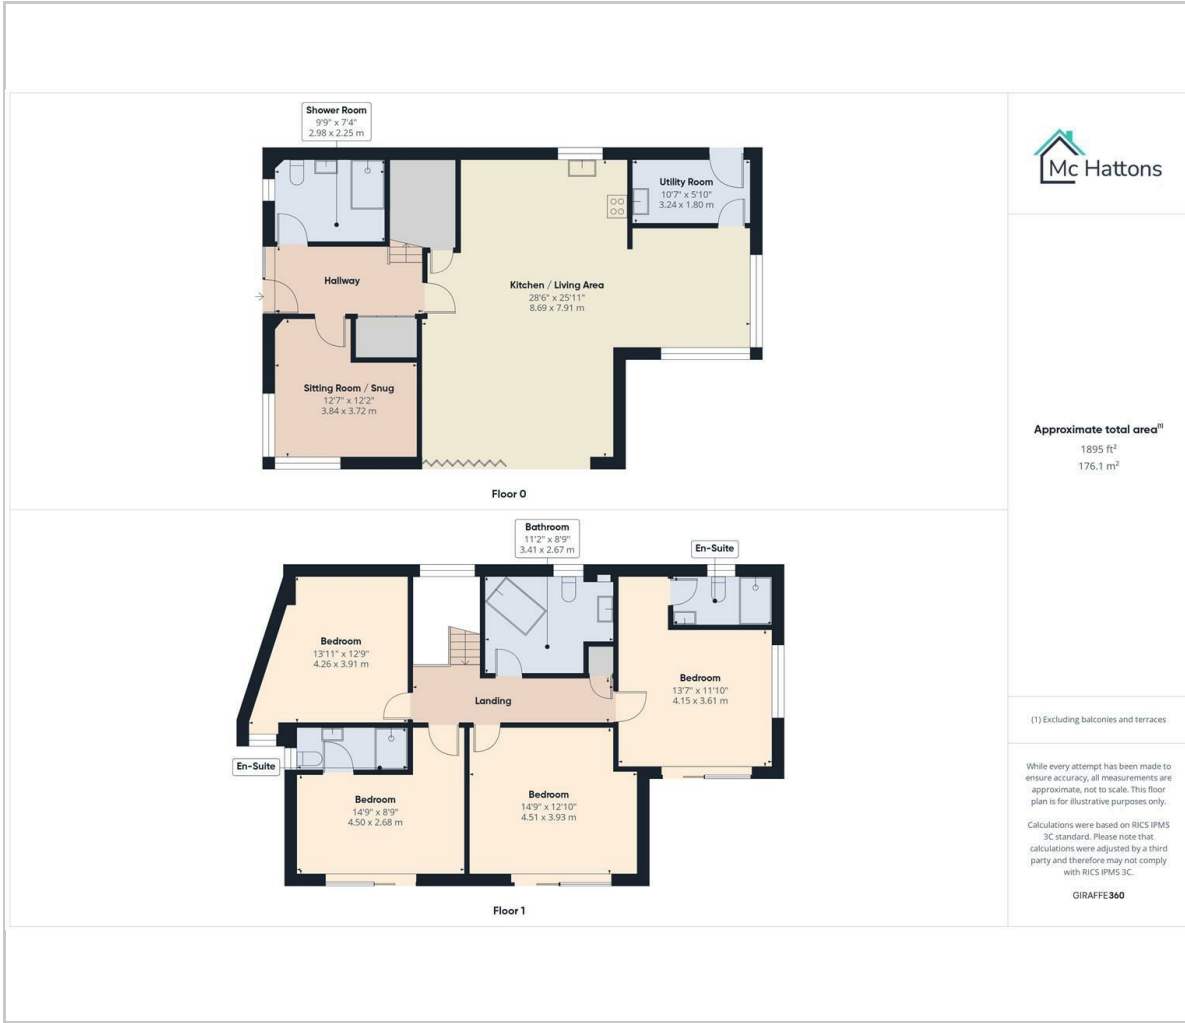 Shower Room
9'9" x 7'4"
2.98 x 2.25 m
Utility Room
10'7" x 5'10"
3.24 x 1.80 m
Hallway
Kitchen / Living Area
28'6" x 25'11"
8.69 x 7.91 m
Sitting Room / Snug
12'7" x 12'2"
3.84 x 3.72 m
Floor 0
Bathroom
11'2" x 8'9"
3.41 x 2.67 m
En-Suite
Bedroom
13'11" x 12'9"
4.26 x 3.91 m
Bedroom
13'7" x 11'10"
4.15 x 3.61 m
Landing
En-Suite
Bedroom
14'9" x 8'9"
4.50 x 2.68 m
Bedroom
14'9" x 12'10"
4.51 x 3.93 m
Floor 1
Mc Hattons
Approximate total area(1)
1895 ft²
176.1 m²
(1) Excluding balconies and terraces
While every attempt has been made to
ensure accuracy, all measurements are
approximate, not to scale. This floor
plan is for illustrative purposes only.
Calculations were based on RICS IPMS
3C standard. Please note that
calculations were adjusted by a third
party and therefore may not comply
with RICS IPMS 3C.
GIRAFFE360